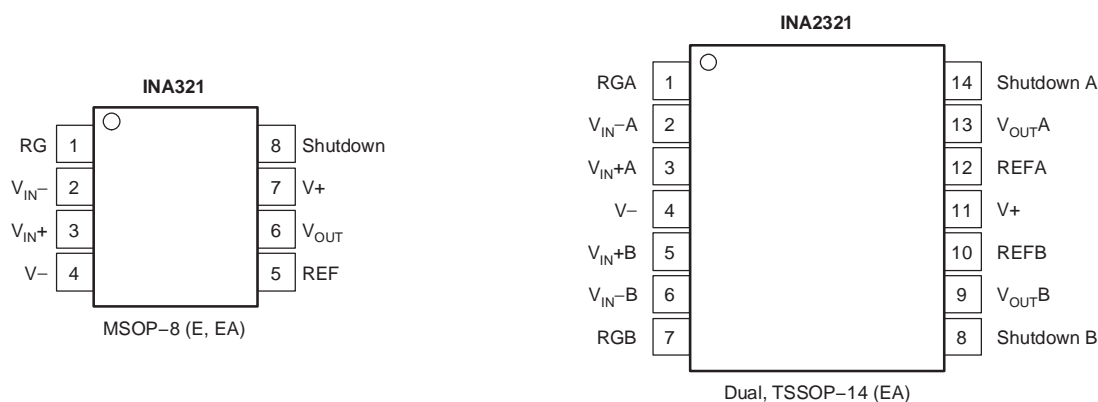 INA321
RG 1 8 Shutdown
VIN− 2 7 V+
VIN+ 3 6 VOUT
V− 4 5 REF
MSOP−8 (E, EA)
INA2321
RGA 1 14 Shutdown A
VIN−A 2 13 VOUTA
VIN+A 3 12 REFA
V− 4 11 V+
VIN+B 5 10 REFB
VIN−B 6 9 VOUTB
RGB 7 8 Shutdown B
Dual, TSSOP−14 (EA)